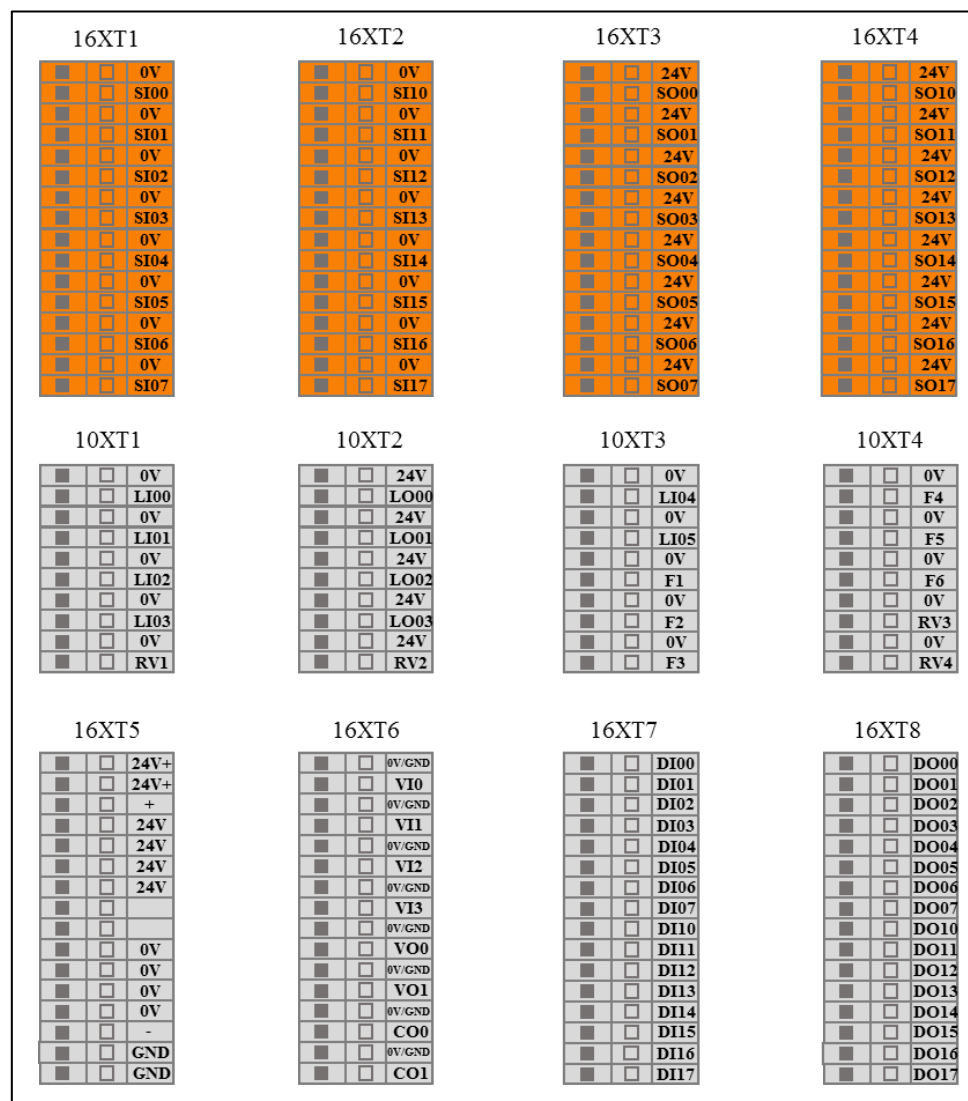 16XT1 16XT2 16XT3 16XT4
0V 0V 24V 24V
SI00 SI10 SO00 SO10
0V 0V 24V 24V
SI01 SI11 SO01 SO11
0V 0V 24V 24V
SI02 SI12 SO02 SO12
0V 0V 24V 24V
SI03 SI13 SO03 SO13
0V 0V 24V 24V
SI04 SI14 SO04 SO14
0V 0V 24V 24V
SI05 SI15 SO05 SO15
0V 0V 24V 24V
SI06 SI16 SO06 SO16
0V 0V 24V 24V
SI07 SI17 SO07 SO17
10XT1 10XT2 10XT3 10XT4
0V 24V 0V 0V
LI00 LO00 LI04 F4
0V 24V 0V 0V
LI01 LO01 LI05 F5
0V 24V 0V 0V
LI02 LO02 F1 F6
0V 24V 0V 0V
LI03 LO03 F2 RV3
0V 24V 0V 0V
RV1 RV2 F3 RV4
16XT5 16XT6 16XT7 16XT8
24V+ 0V/GND DI00 DO00
24V+ VI0 DI01 DO01
+ 0V/GND DI02 DO02
24V VI1 DI03 DO03
24V 0V/GND DI04 DO04
24V VI2 DI05 DO05
24V 0V/GND DI06 DO06
VI3 DI07 DO07
0V/GND DI10 DO10
0V VO0 DI11 DO11
0V 0V/GND DI12 DO12
0V VO1 DI13 DO13
0V 0V/GND DI14 DO14
- CO0 DI15 DO15
GND 0V/GND DI16 DO16
GND CO1 DI17 DO17